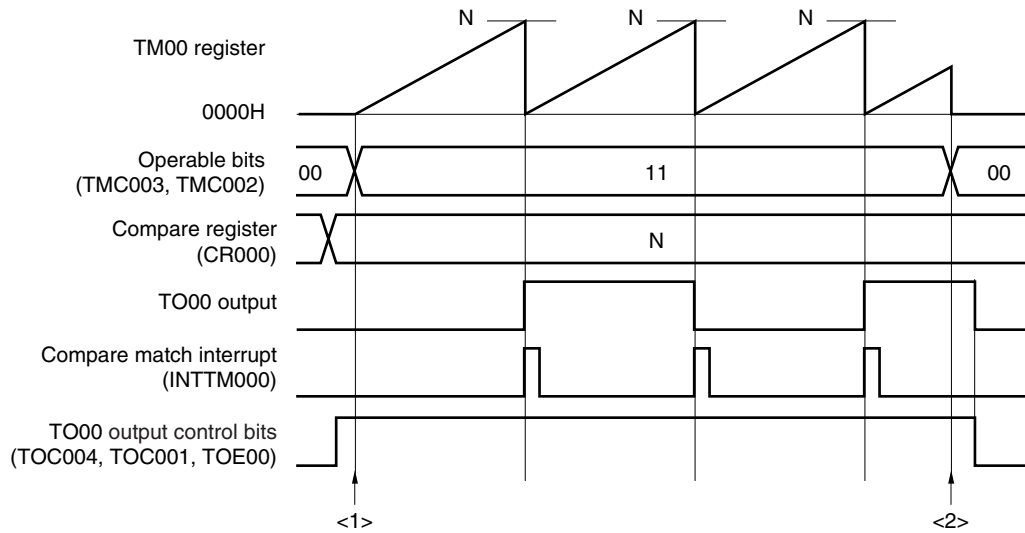 N N N
TM00 register
0000H
Operable bits
(TMC003, TMC002)
00 11 00
Compare register
(CR000)
N
TO00 output
Compare match interrupt
(INTTM000)
TO00 output control bits
(TOC004, TOC001, TOE00)
<1> <2>